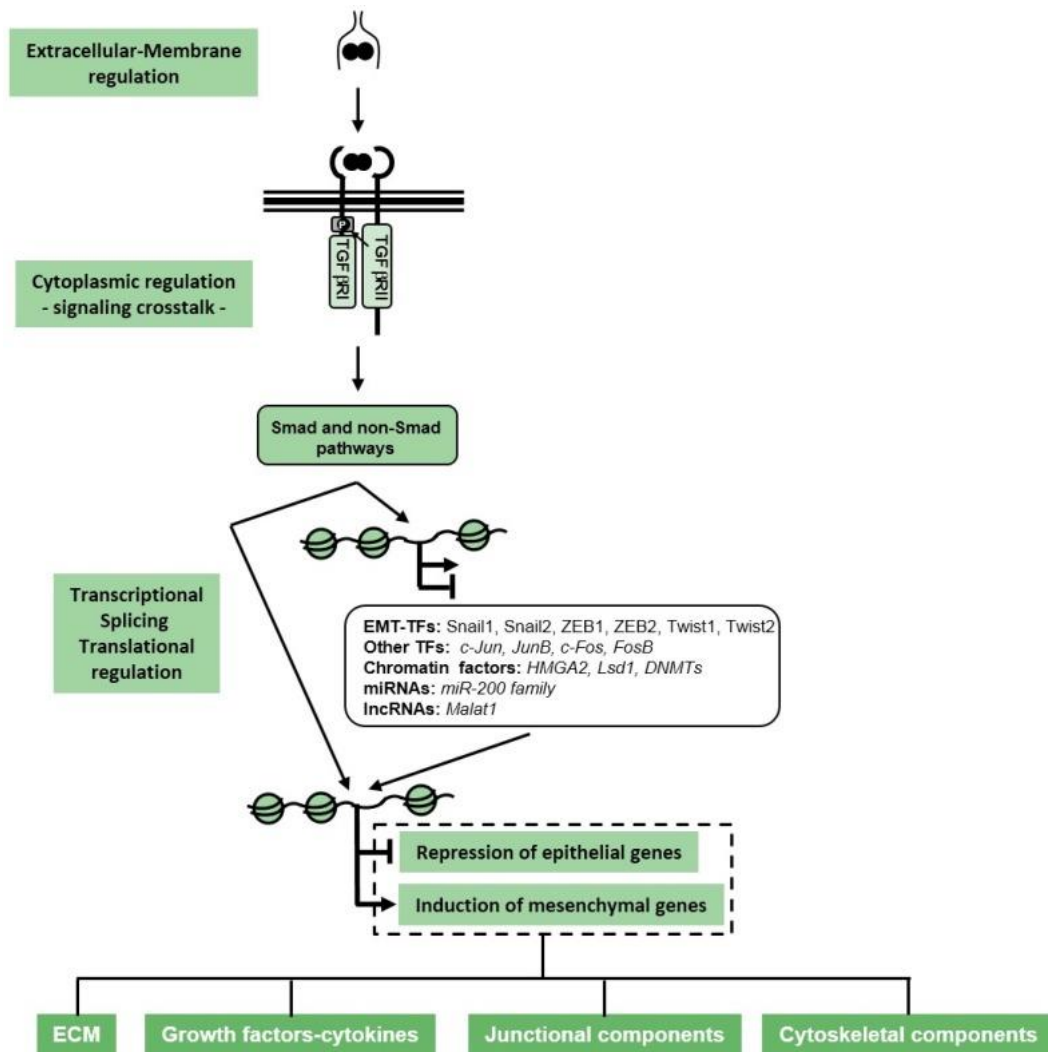 Extracellular-Membrane
regulation
P
TGF βRI
TGF βRII
Cytoplasmic regulation
- signaling crosstalk -
Smad and non-Smad
pathways
Transcriptional
Splicing
Translational
regulation
EMT-TFs: Snail1, Snail2, ZEB1, ZEB2, Twist1, Twist2
Other TFs: c-Jun, JunB, c-Fos, FosB
Chromatin factors: HMGA2, Lsd1, DNMTs
miRNAs: miR-200 family
lncRNAs: Malat1
Repression of epithelial genes
Induction of mesenchymal genes
ECM
Growth factors-cytokines
Junctional components
Cytoskeletal components